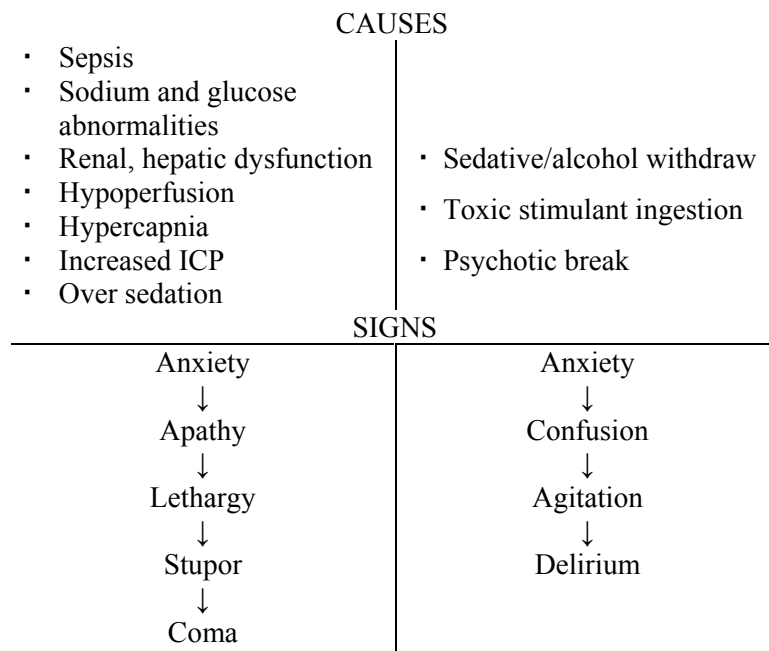 CAUSES
▪ Sepsis
▪ Sodium and glucose
abnormalities
▪ Renal, hepatic dysfunction
▪ Hypoperfusion
▪ Hypercapnia
▪ Increased ICP
▪ Over sedation
▪ Sedative/alcohol withdraw
▪ Toxic stimulant ingestion
▪ Psychotic break
SIGNS
Anxiety
↓
Apathy
↓
Lethargy
↓
Stupor
↓
Coma
Anxiety
↓
Confusion
↓
Agitation
↓
Delirium